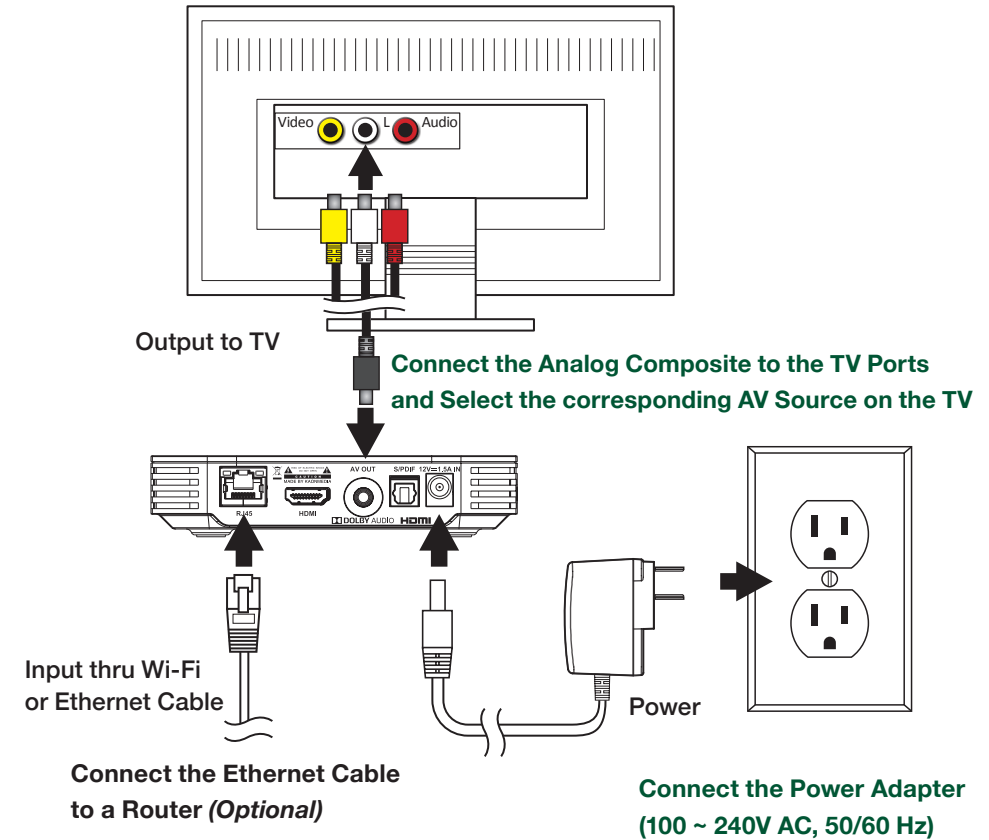 Video
L
Audio
Output to TV
Connect the Analog Composite to the TV Ports
and Select the corresponding AV Source on the TV
AV OUT
S/PDIF
12V⎓1.5A IN
CAUTION
MADE BY KAONMEDIA
RJ45
HDMI
DOLBY AUDIO
HDMI
Input thru Wi-Fi
or Ethernet Cable
Power
Connect the Ethernet Cable
to a Router (Optional)
Connect the Power Adapter
(100 ~ 240V AC, 50/60 Hz)